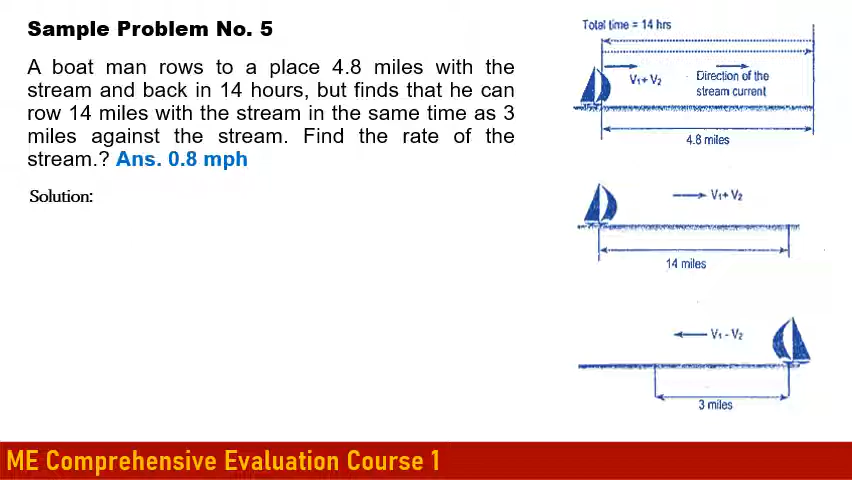 Sample Problem No. 5
A boat man rows to a place 4.8 miles with the
stream and back in 14 hours, but finds that he can
row 14 miles with the stream in the same time as 3
miles against the stream. Find the rate of the
stream.? Ans. 0.8 mph
Solution:
Total time = 14 hrs
V₁+ V₂
Direction of the
stream current
4.8 miles
V₁+ V₂
14 miles
V₁ - V₂
3 miles
ME Comprehensive Evaluation Course 1